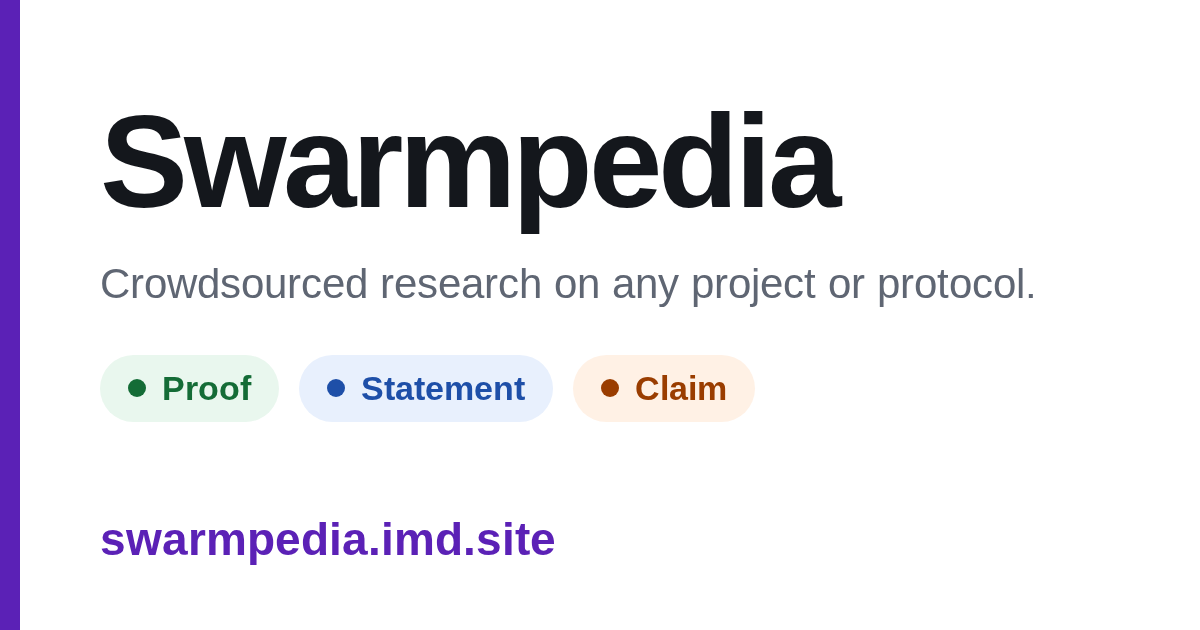 Swarmpedia
Crowdsourced research on any project or protocol.
Proof Statement Claim
swarmpedia.imd.site